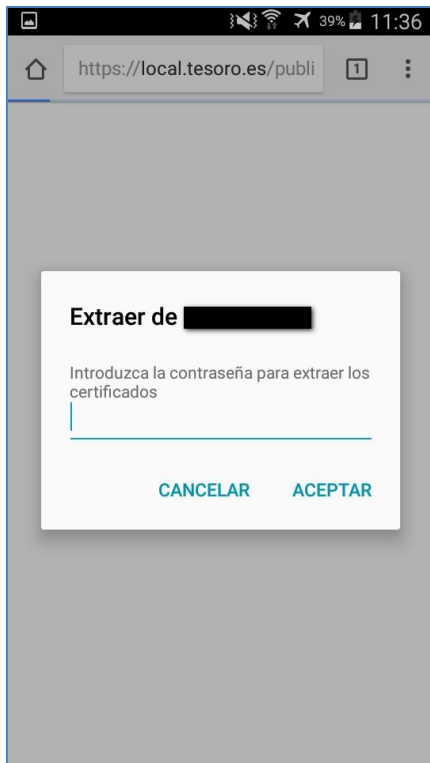 39% 11:36
https://local.tesoro.es/publi
1
Extraer de
Introduzca la contraseña para extraer los
certificados
CANCELAR ACEPTAR